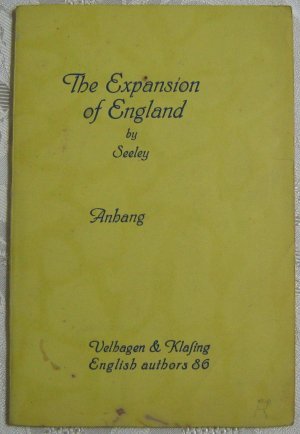 The Expansion
of England
by
Seeley
Anhang
Velhagen & Klaſing
English authors 86